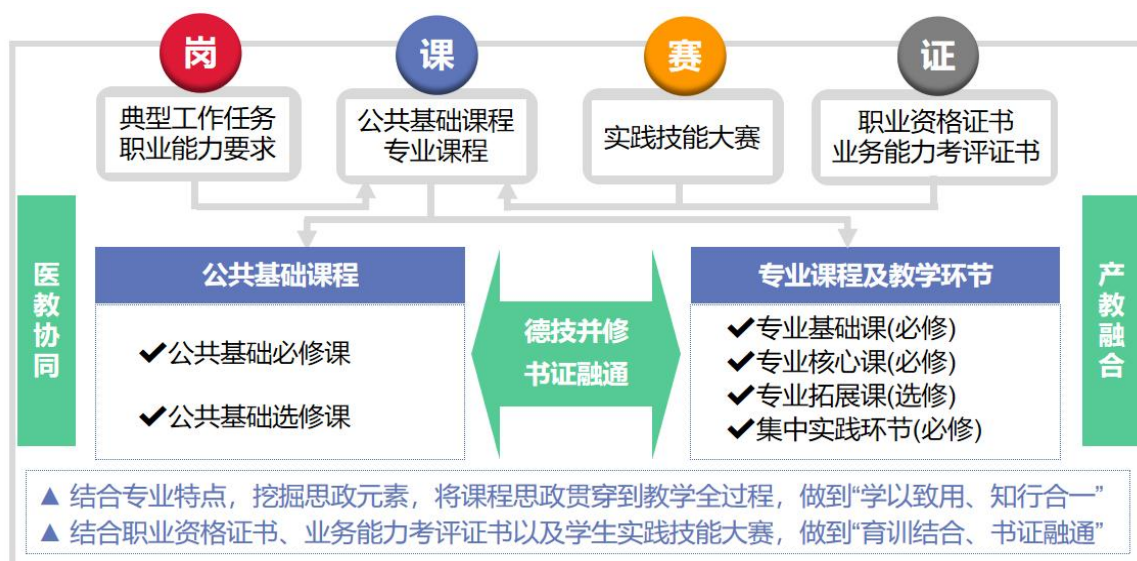 岗
课
赛
证
典型工作任务
职业能力要求
公共基础课程
专业课程
实践技能大赛
职业资格证书
业务能力考评证书
医教协同
公共基础课程
✔公共基础必修课
✔公共基础选修课
德技并修
书证融通
专业课程及教学环节
✔专业基础课(必修)
✔专业核心课(必修)
✔专业拓展课(选修)
✔集中实践环节(必修)
产教融合
▲ 结合专业特点，挖掘思政元素，将课程思政贯穿到教学全过程，做到“学以致用、知行合一”
▲ 结合职业资格证书、业务能力考评证书以及学生实践技能大赛，做到“育训结合、书证融通”